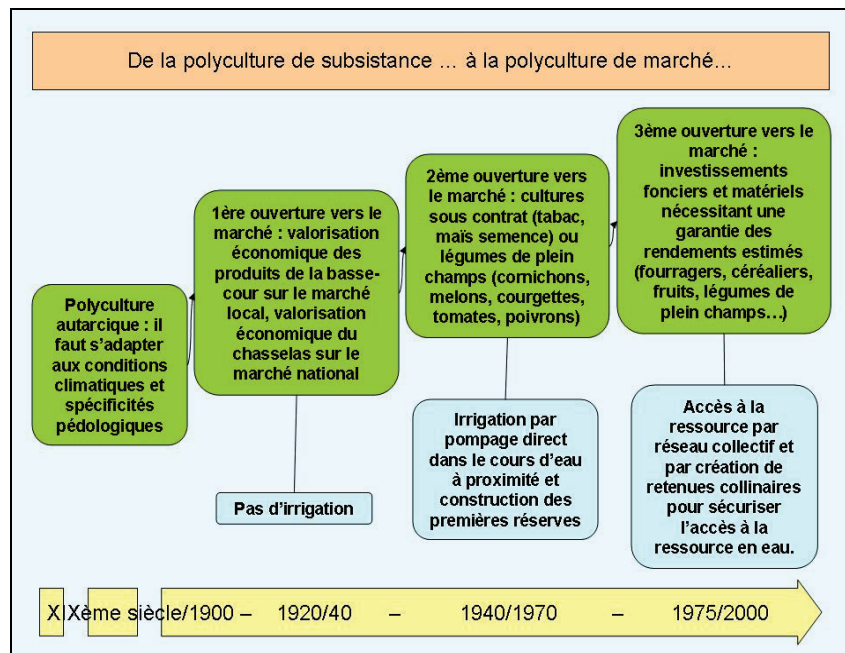 De la polyculture de subsistance … à la polyculture de marché…
Polyculture
autarcique : il
faut s’adapter
aux conditions
climatiques et
spécificités
pédologiques
1ère ouverture vers le
marché : valorisation
économique des
produits de la basse-
cour sur le marché
local, valorisation
économique du
chasselas sur le
marché national
2ème ouverture vers
le marché : cultures
sous contrat (tabac,
maïs semence) ou
légumes de plein
champs (cornichons,
melons, courgettes,
tomates, poivrons)
3ème ouverture vers le
marché :
investissements
fonciers et matériels
nécessitant une
garantie des
rendements estimés
(fourragers, céréaliers,
fruits, légumes de
plein champs…)
Pas d’irrigation
Irrigation par
pompage direct
dans le cours d’eau
à proximité et
construction des
premières réserves
Accès à la
ressource par
réseau collectif et
par création de
retenues collinaires
pour sécuriser
l’accès à la
ressource en eau.
XIXème siècle/1900 – 1920/40 – 1940/1970 – 1975/2000